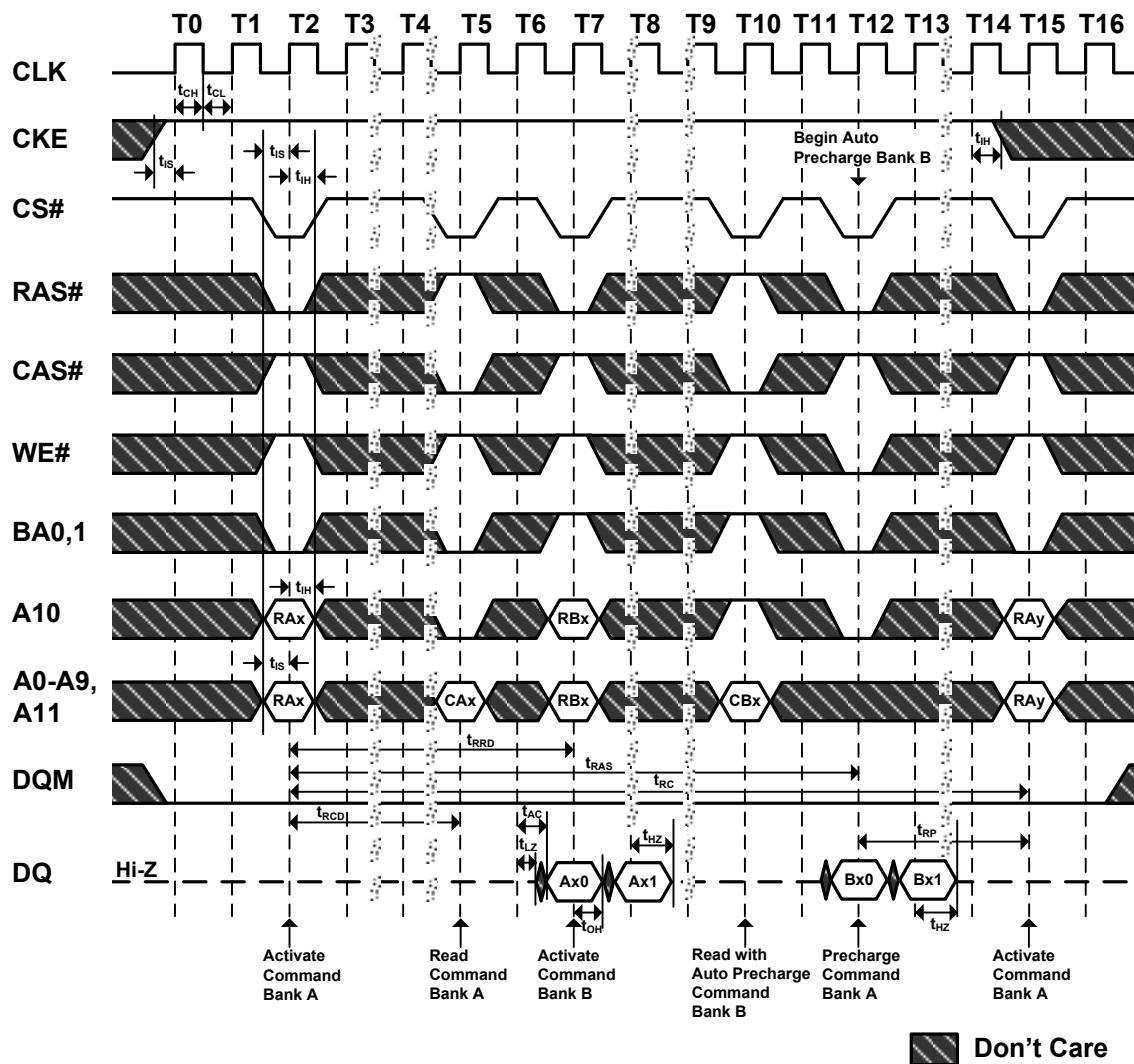 T0 T1 T2 T3 T4 T5 T6 T7 T8 T9 T10 T11 T12 T13 T14 T15 T16
CLK
tCH tCL
CKE
tIS
tIS
tIH
Begin Auto
Precharge Bank B
tIH
CS#
RAS#
CAS#
WE#
BA0,1
tIH
A10
RAx RBx RAy
tIS
A0-A9,
A11
RAx CAx RBx CBx RAy
tRRD
tRAS
DQM
tRC
tRCD
tAC
tLZ
tHZ
tRP
DQ
Hi-Z
Ax0 Ax1 Bx0 Bx1
tOH
tHZ
Activate
Command
Bank A
Read
Command
Bank A
Activate
Command
Bank B
Read with
Auto Precharge
Command
Bank B
Precharge
Command
Bank A
Activate
Command
Bank A
Don't Care